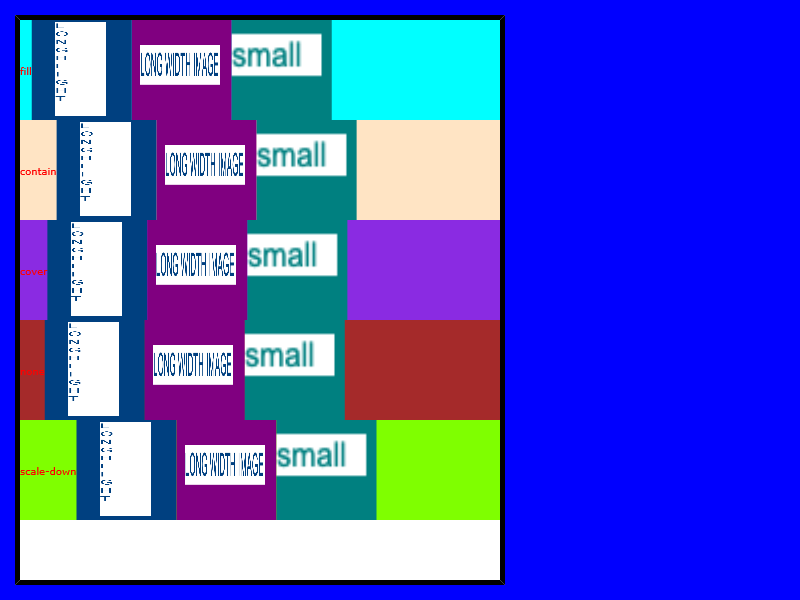 fill
LONG HEIGHT
LONG WIDTH IMAGE
small
contain
LONG HEIGHT
LONG WIDTH IMAGE
small
cover
LONG HEIGHT
LONG WIDTH IMAGE
small
none
LONG HEIGHT
LONG WIDTH IMAGE
small
scale-down
LONG HEIGHT
LONG WIDTH IMAGE
small